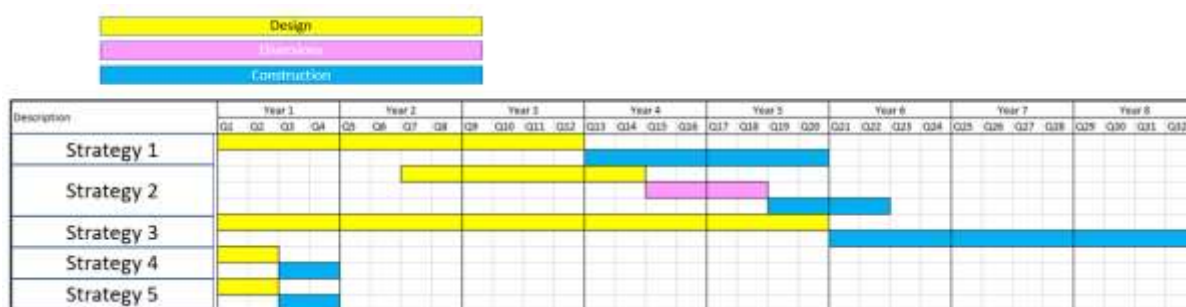 Design
Diversions
Construction
Description Year 1 Year 2 Year 3 Year 4 Year 5 Year 6 Year 7 Year 8
Q1 Q2 Q3 Q4 Q5 Q6 Q7 Q8 Q9 Q10 Q11 Q12 Q13 Q14 Q15 Q16 Q17 Q18 Q19 Q20 Q21 Q22 Q23 Q24 Q25 Q26 Q27 Q28 Q29 Q30 Q31 Q32
Strategy 1
Strategy 2
Strategy 3
Strategy 4
Strategy 5